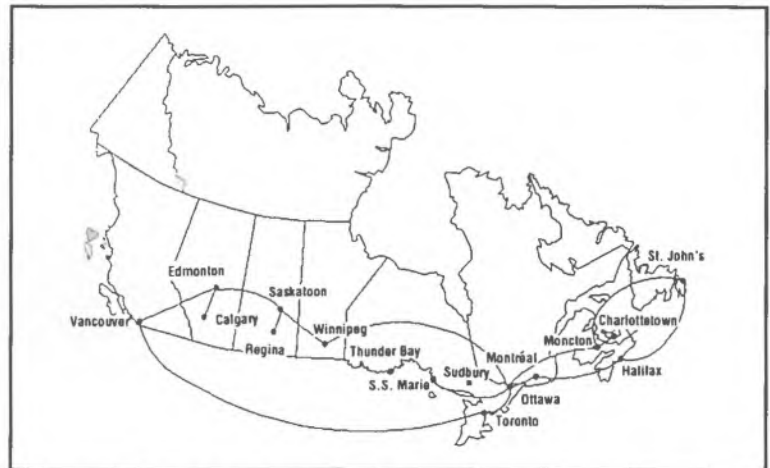 St. John's
Edmonton
Saskatoon
Vancouver
Calgary
Winnipeg
Charlottetown
Regina
Thunder Bay
Montréal
Moncton
Sudbury
S.S. Marie
Halifax
Ottawa
Toronto